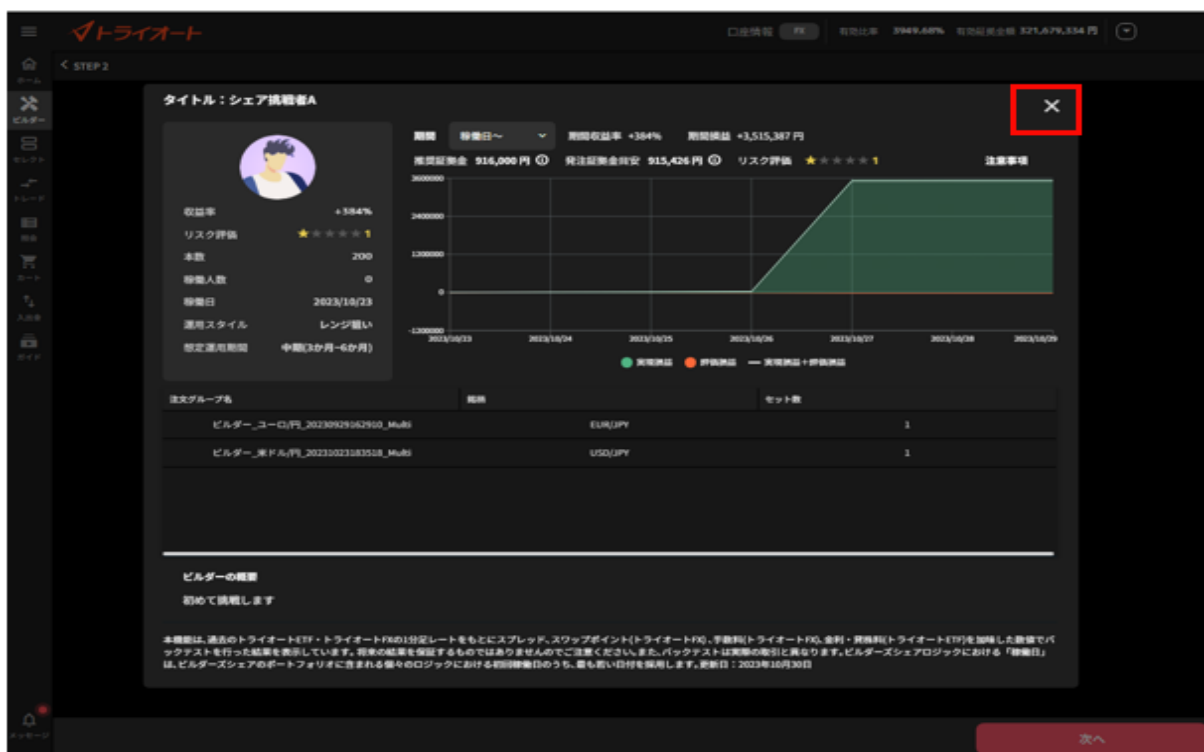 トライオート
口座情報 FX 有効比率 3949.68% 有効証拠金額 321,679,334 円
ホーム
STEP 2
ビルダー
セレクト
トレード
照会
カート
入出金
ガイド
メッセージ
タイトル：シェア挑戦者A
収益率 +384%
リスク評価 ★★★★★ 1
本数 200
稼働人数 0
稼働日 2023/10/23
運用スタイル レンジ狙い
想定運用期間 中期(3か月~6か月)
期間 稼働日～ 期間収益率 +384% 期間損益 +3,515,387 円
推奨証拠金 916,000 円 発注証拠金目安 915,426 円 リスク評価 ★★★★★ 1 注意事項
3600000
2400000
1200000
0
-1200000
2023/10/23 2023/10/24 2023/10/25 2023/10/26 2023/10/27 2023/10/28 2023/10/29
実現損益 評価損益 実現損益+評価損益
注文グループ名 銘柄 セット数
ビルダー_ユーロ/円_20230929162910_Multi EUR/JPY 1
ビルダー_米ドル/円_20231023183518_Multi USD/JPY 1
ビルダーの概要
初めて挑戦します
本機能は、過去のトライオートETF・トライオートFXの1分足レートをもとにスプレッド、スワップポイント(トライオートFX)、手数料(トライオートFX)、金利・貸株料(トライオートETF)を加味した数値でバ
ックテストを行った結果を表示しています。将来の結果を保証するものではありませんのでご注意ください。また、バックテストは実際の取引と異なります。ビルダーズシェアロジックにおける「稼働日」
は、ビルダーズシェアのポートフォリオに含まれる個々のロジックにおける初回稼働日のうち、最も若い日付を採用します。更新日：2023年10月30日
次へ